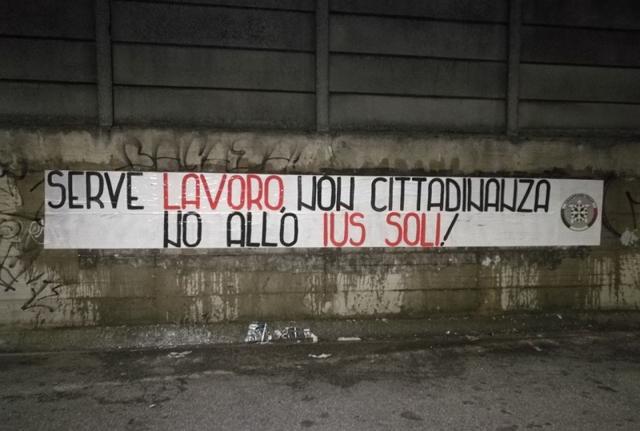 SERVE LAVORO, NON CITTADINANZA
NO ALLO IUS SOLI!